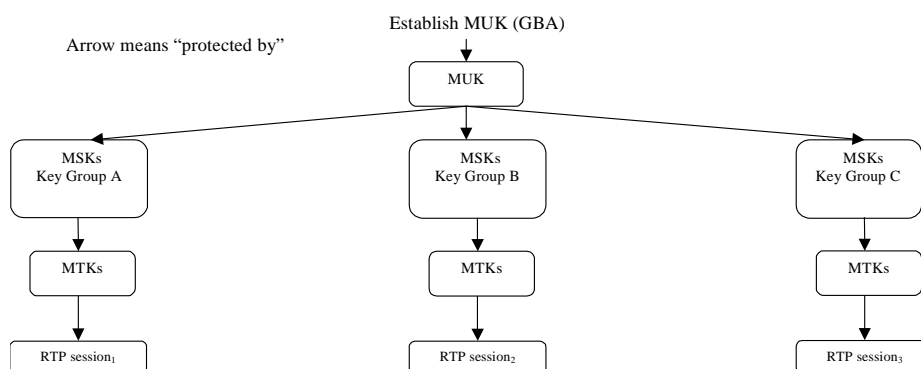 Establish MUK (GBA)
Arrow means “protected by”
MUK
MSKs
Key Group A
MSKs
Key Group B
MSKs
Key Group C
MTKs
MTKs
MTKs
RTP session₁
RTP session₂
RTP session₃